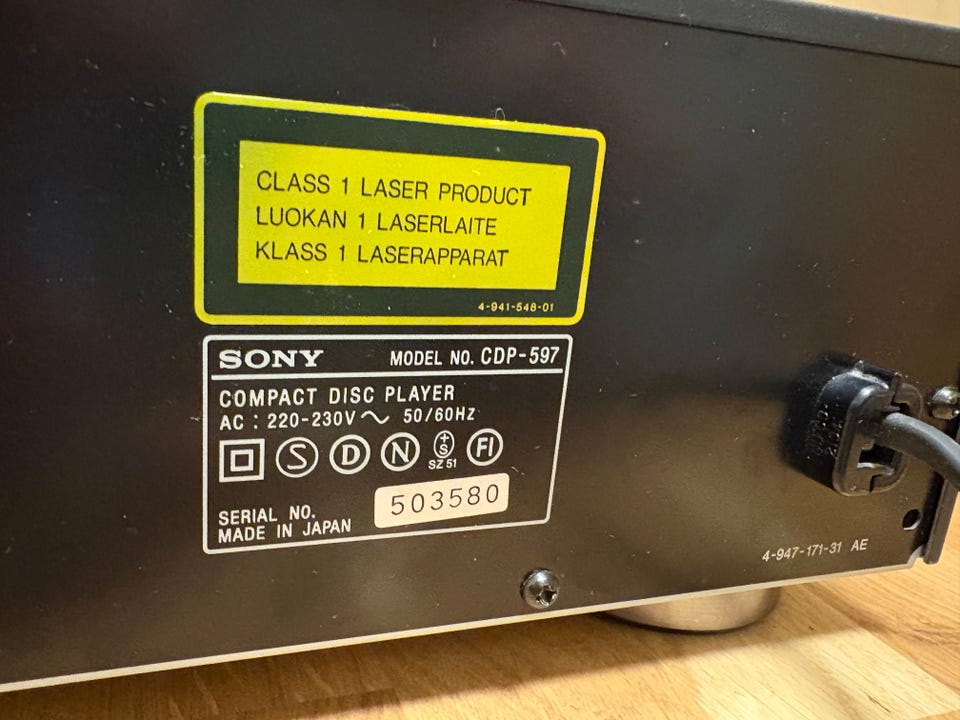 CLASS 1 LASER PRODUCT
LUOKAN 1 LASERLAITE
KLASS 1 LASERAPPARAT
4-941-548-01
SONY MODEL NO. CDP-597
COMPACT DISC PLAYER
AC : 220-230V ~ 50/60HZ
S D N +S FI
SZ 51
SERIAL NO. 503580
MADE IN JAPAN
4-947-171-31 AE